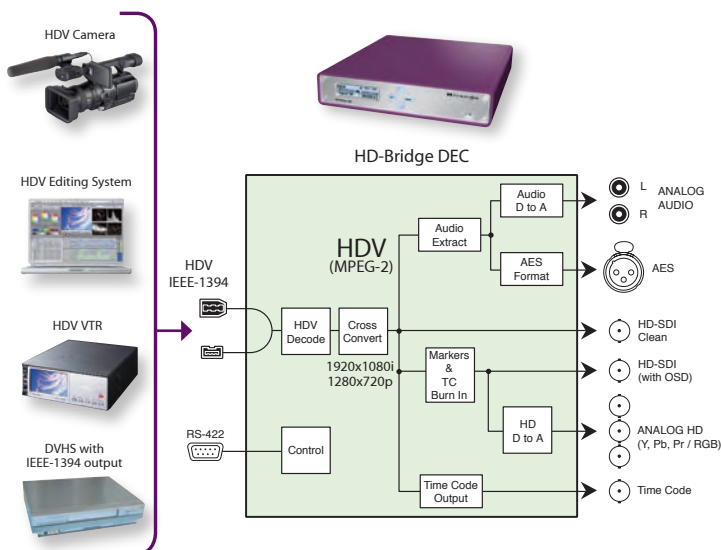 HDV Camera
HDV Editing System
HDV VTR
DVHS with
IEEE-1394 output
HD-Bridge DEC
HDV
IEEE-1394
RS-422
HDV
(MPEG-2)
HDV
Decode
Cross
Convert
1920x1080i
1280x720p
Control
Audio
Extract
Audio
D to A
AES
Format
Markers
&
TC
Burn In
HD
D to A
Time Code
Output
L
R
ANALOG
AUDIO
AES
HD-SDI
Clean
HD-SDI
(with OSD)
ANALOG HD
(Y, Pb, Pr / RGB)
Time Code